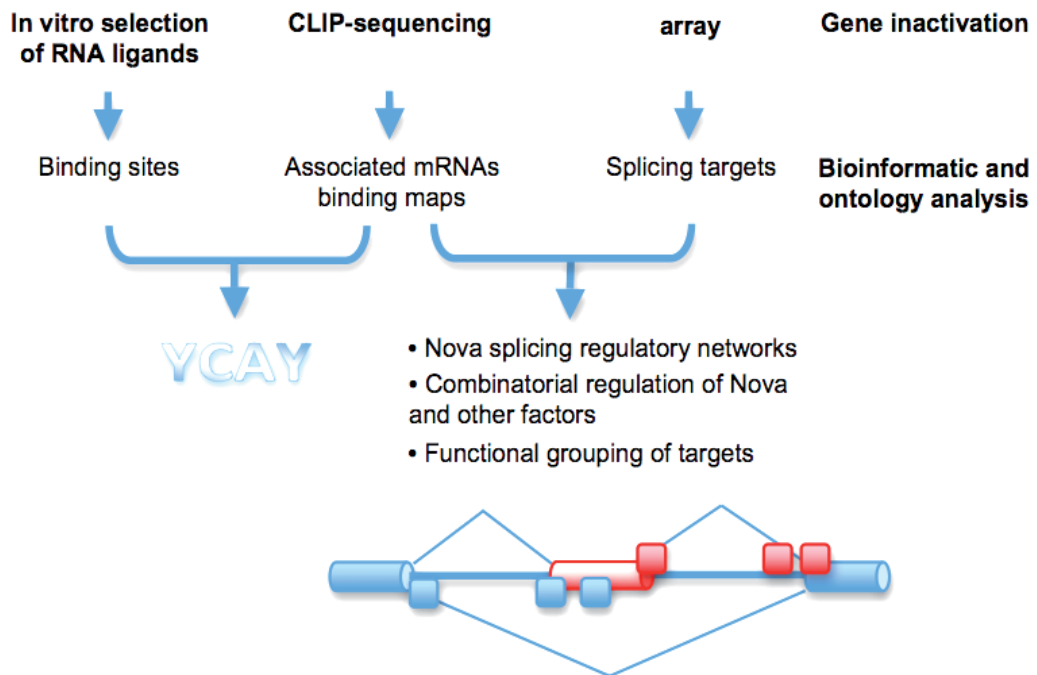 In vitro selection
of RNA ligands
CLIP-sequencing
array
Gene inactivation
Binding sites
Associated mRNAs
binding maps
Splicing targets
Bioinformatic and
ontology analysis
YCAY
• Nova splicing regulatory networks
• Combinatorial regulation of Nova
and other factors
• Functional grouping of targets